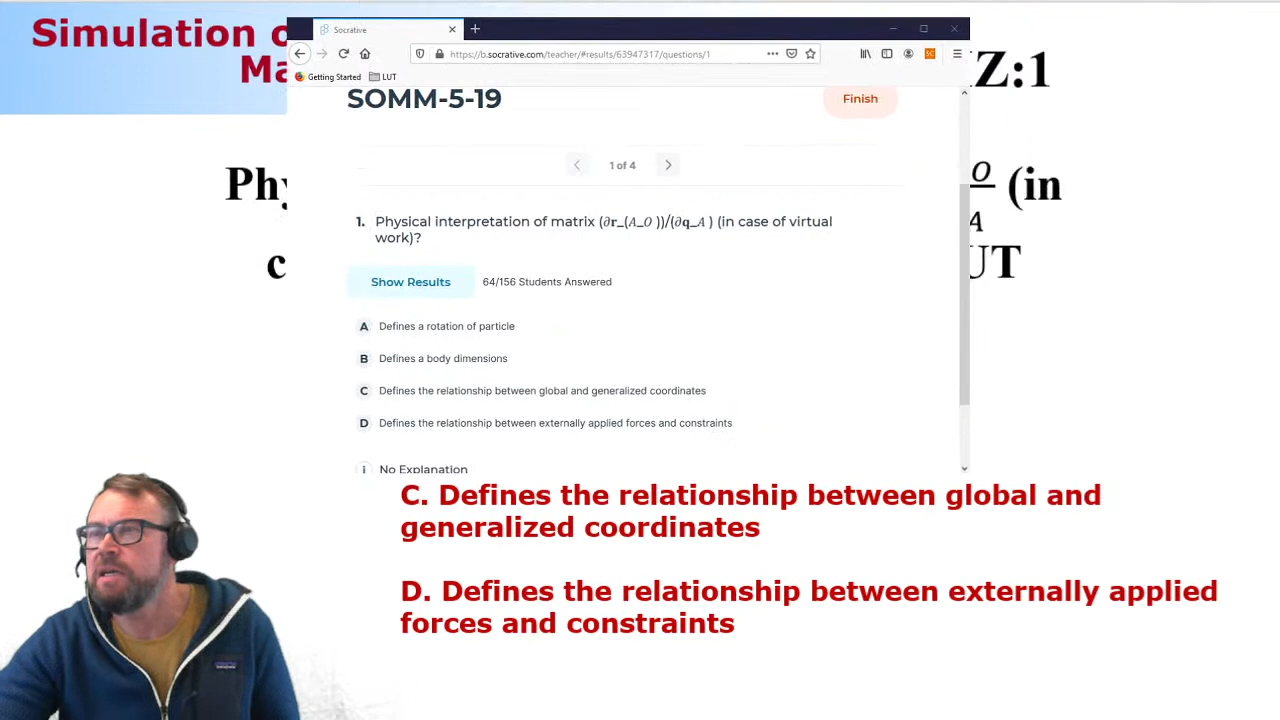 Simulation o
Ma
Z:1
Socrative
https://b.socrative.com/teacher/#results/63947317/questions/1
Getting Started
LUT
SOMM-5-19
Finish
1 of 4
Phy
O
(in
A
c
UT
1. Physical interpretation of matrix (∂r_(A_O ))/(∂q_A ) (in case of virtual
work)?
Show Results
64/156 Students Answered
A Defines a rotation of particle
B Defines a body dimensions
C Defines the relationship between global and generalized coordinates
D Defines the relationship between externally applied forces and constraints
i No Explanation
C. Defines the relationship between global and
generalized coordinates
D. Defines the relationship between externally applied
forces and constraints